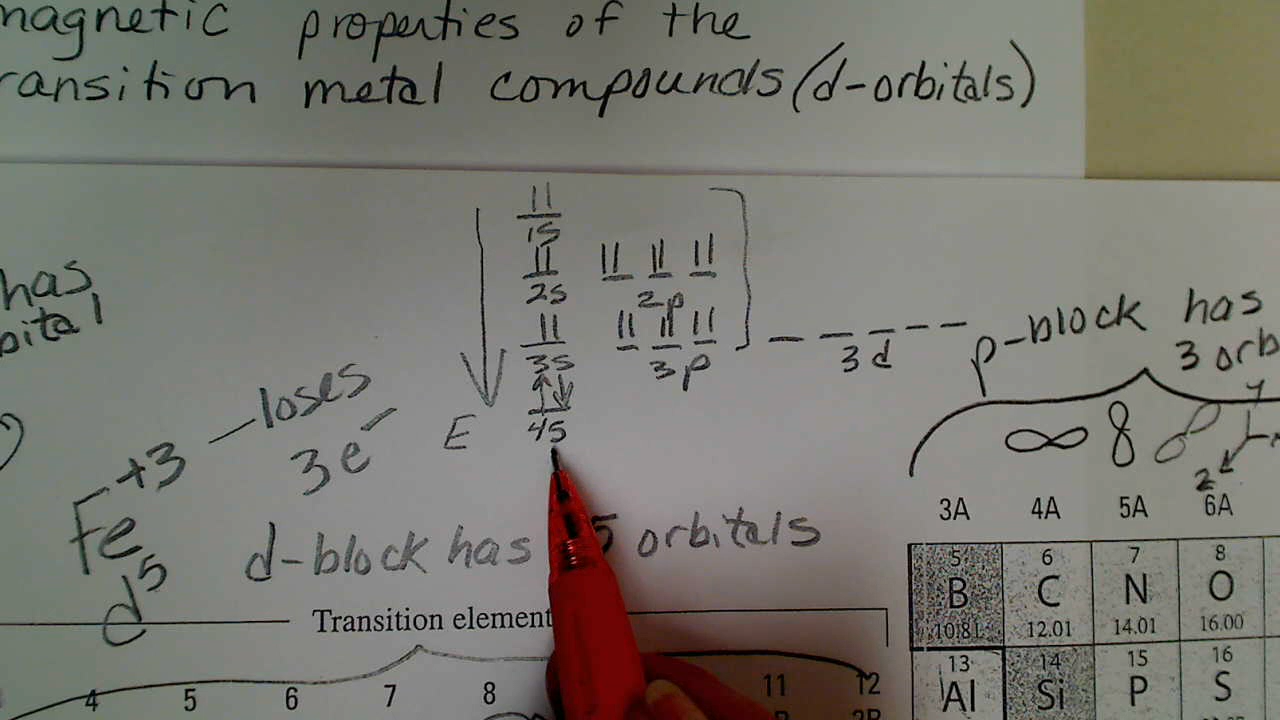 magnetic properties of the
ransition metal compounds (d-orbitals)
1s
2s 2p
3s 3p 3d
4s
E
has
bital
Fe +3 - loses
3e-
d5
d-block has 5 orbitals
p-block has
3 orb
Transition element
4 5 6 7 8 11 12
3A 4A 5A 6A
5 6 7 8
B C N O
10.81 12.01 14.01 16.00
13 14 15 16
Al Si P S